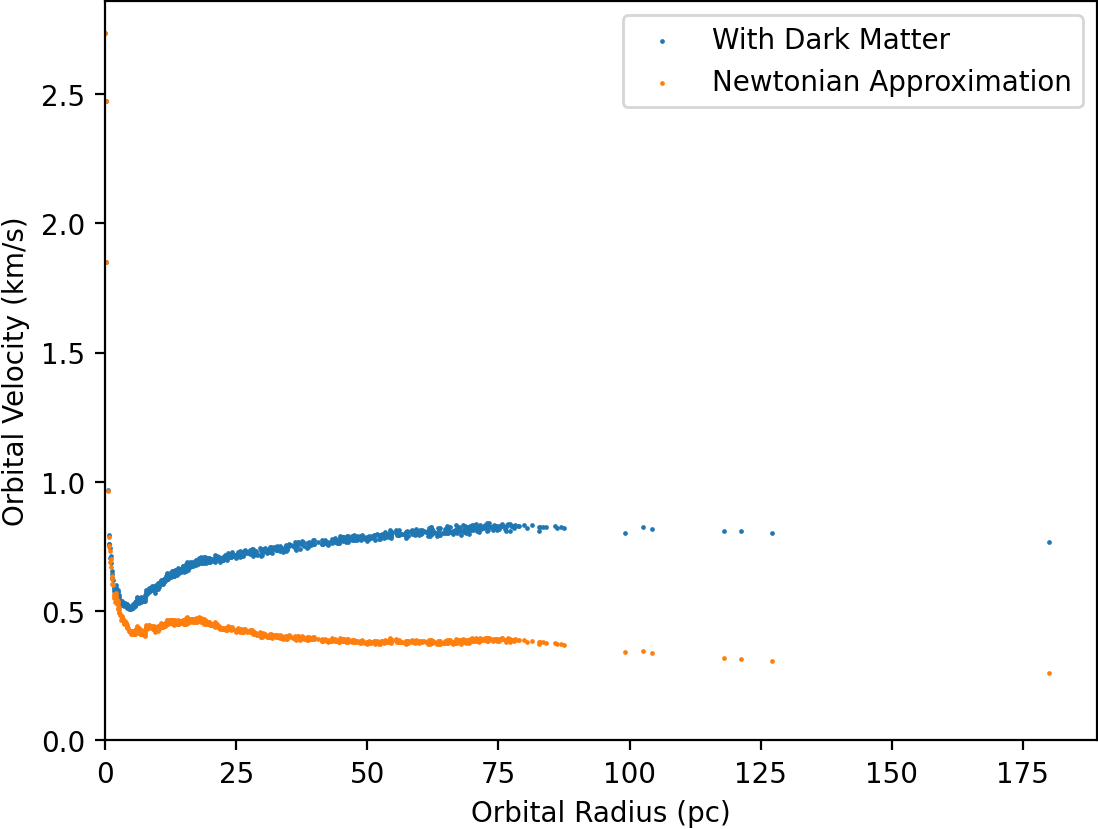 With Dark Matter
Newtonian Approximation
2.5
2.0
1.5
1.0
0.5
0.0
Orbital Velocity (km/s)
0 25 50 75 100 125 150 175
Orbital Radius (pc)